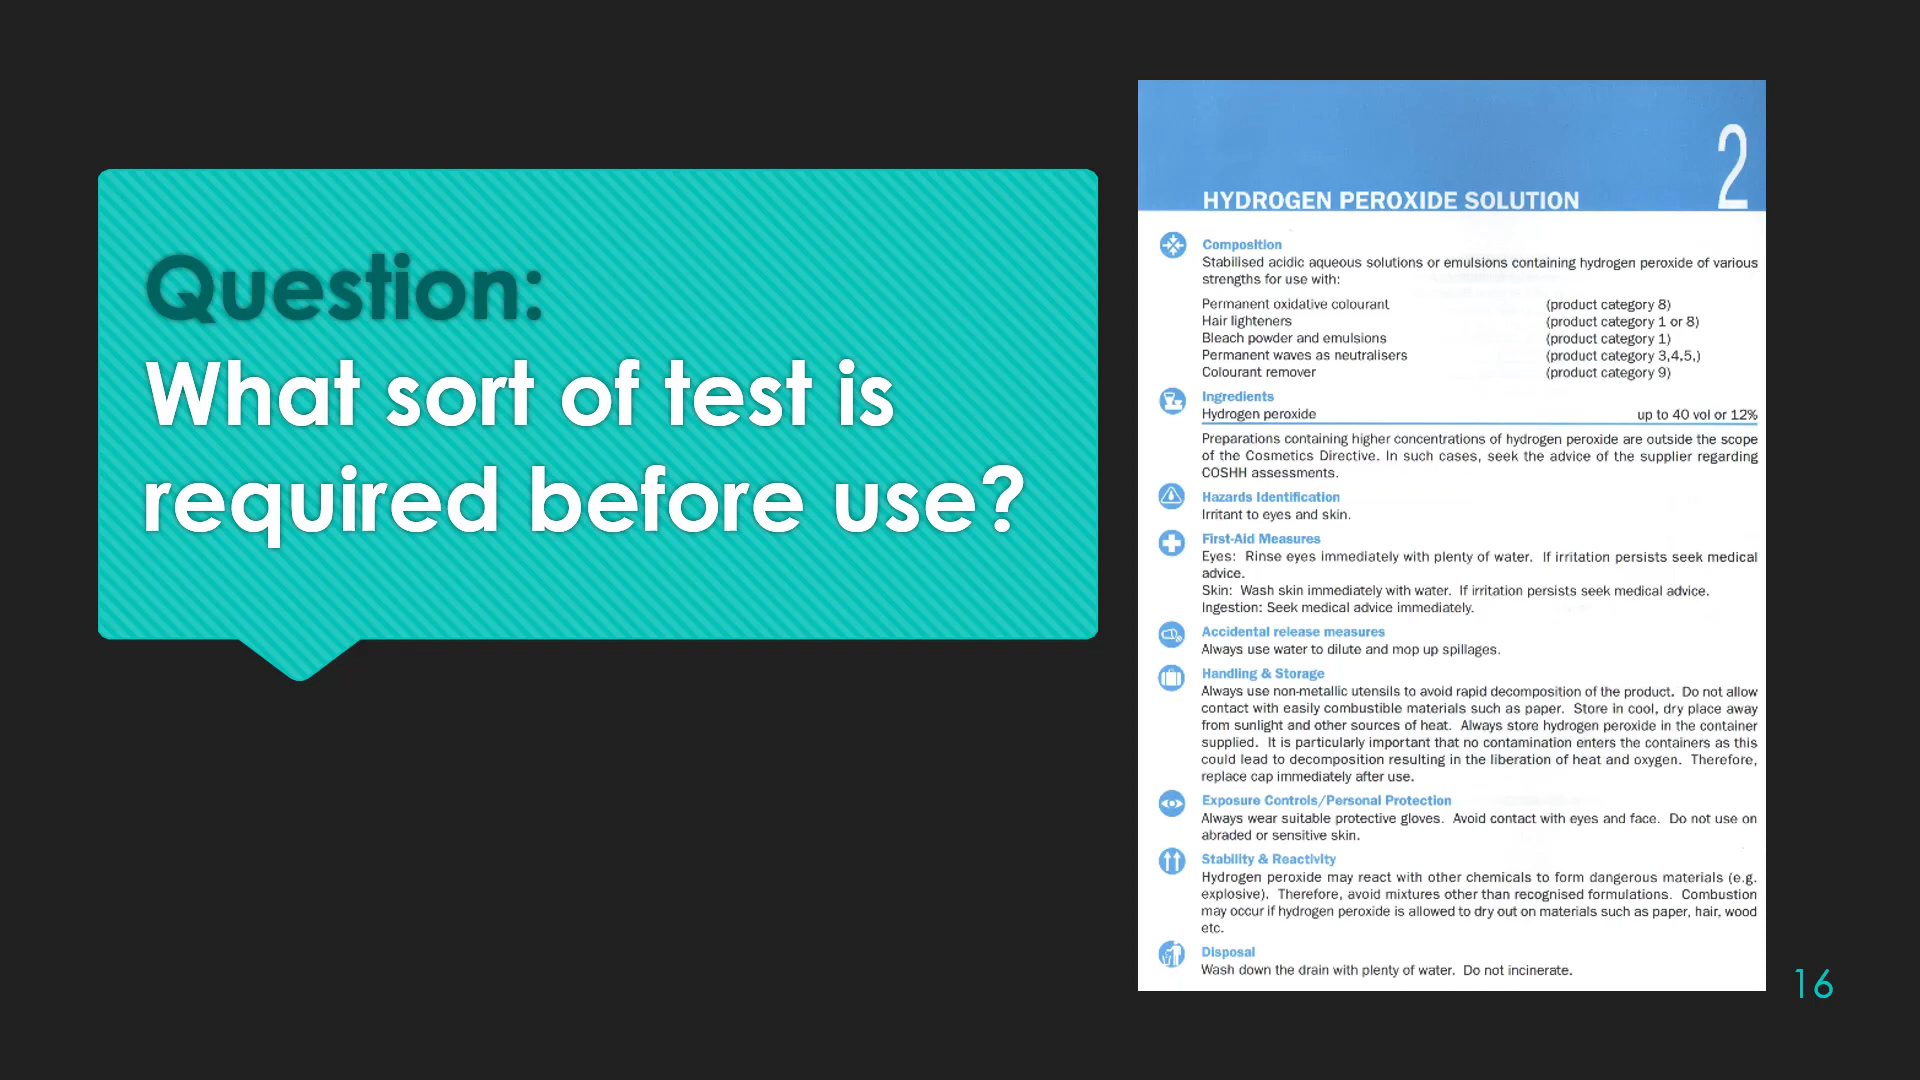 Question:
What sort of test is
required before use?
2
HYDROGEN PEROXIDE SOLUTION
Composition
Stabilised acidic aqueous solutions or emulsions containing hydrogen peroxide of various
strengths for use with:
Permanent oxidative colourant (product category 8)
Hair lighteners (product category 1 or 8)
Bleach powder and emulsions (product category 1)
Permanent waves as neutralisers (product category 3,4,5,)
Colourant remover (product category 9)
Ingredients
Hydrogen peroxide up to 40 vol or 12%
Preparations containing higher concentrations of hydrogen peroxide are outside the scope
of the Cosmetics Directive. In such cases, seek the advice of the supplier regarding
COSHH assessments.
Hazards Identification
Irritant to eyes and skin.
First-Aid Measures
Eyes: Rinse eyes immediately with plenty of water. If irritation persists seek medical
advice.
Skin: Wash skin immediately with water. If irritation persists seek medical advice.
Ingestion: Seek medical advice immediately.
Accidental release measures
Always use water to dilute and mop up spillages.
Handling & Storage
Always use non-metallic utensils to avoid rapid decomposition of the product. Do not allow
contact with easily combustible materials such as paper. Store in cool, dry place away
from sunlight and other sources of heat. Always store hydrogen peroxide in the container
supplied. It is particularly important that no contamination enters the containers as this
could lead to decomposition resulting in the liberation of heat and oxygen. Therefore,
replace cap immediately after use.
Exposure Controls/Personal Protection
Always wear suitable protective gloves. Avoid contact with eyes and face. Do not use on
abraded or sensitive skin.
Stability & Reactivity
Hydrogen peroxide may react with other chemicals to form dangerous materials (e.g.
explosive). Therefore, avoid mixtures other than recognised formulations. Combustion
may occur if hydrogen peroxide is allowed to dry out on materials such as paper, hair, wood
etc.
Disposal
Wash down the drain with plenty of water. Do not incinerate.
16